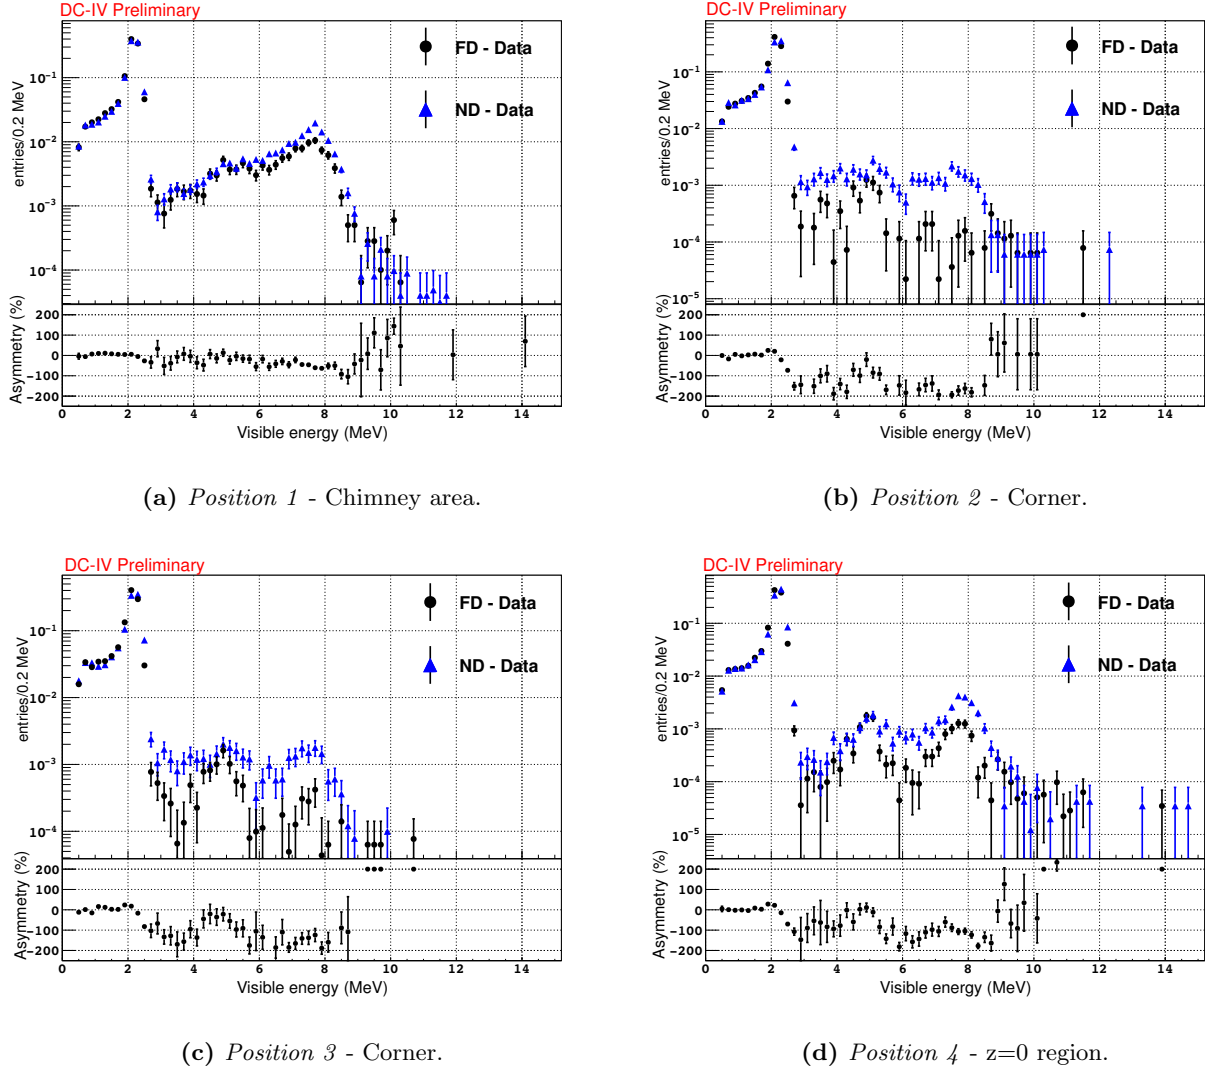 DC-IV Preliminary
entries/0.2 MeV
FD - Data
ND - Data
10⁻¹
10⁻²
10⁻³
10⁻⁴
Asymmetry (%)
200
100
0
−100
−200
0 2 4 6 8 10 12 14
Visible energy (MeV)
(a) Position 1 - Chimney area.
DC-IV Preliminary
entries/0.2 MeV
FD - Data
ND - Data
10⁻¹
10⁻²
10⁻³
10⁻⁴
10⁻⁵
Asymmetry (%)
200
100
0
−100
−200
0 2 4 6 8 10 12 14
Visible energy (MeV)
(b) Position 2 - Corner.
DC-IV Preliminary
entries/0.2 MeV
FD - Data
ND - Data
10⁻¹
10⁻²
10⁻³
10⁻⁴
Asymmetry (%)
200
100
0
−100
−200
0 2 4 6 8 10 12 14
Visible energy (MeV)
(c) Position 3 - Corner.
DC-IV Preliminary
entries/0.2 MeV
FD - Data
ND - Data
10⁻¹
10⁻²
10⁻³
10⁻⁴
10⁻⁵
Asymmetry (%)
200
100
0
−100
−200
0 2 4 6 8 10 12 14
Visible energy (MeV)
(d) Position 4 - z=0 region.